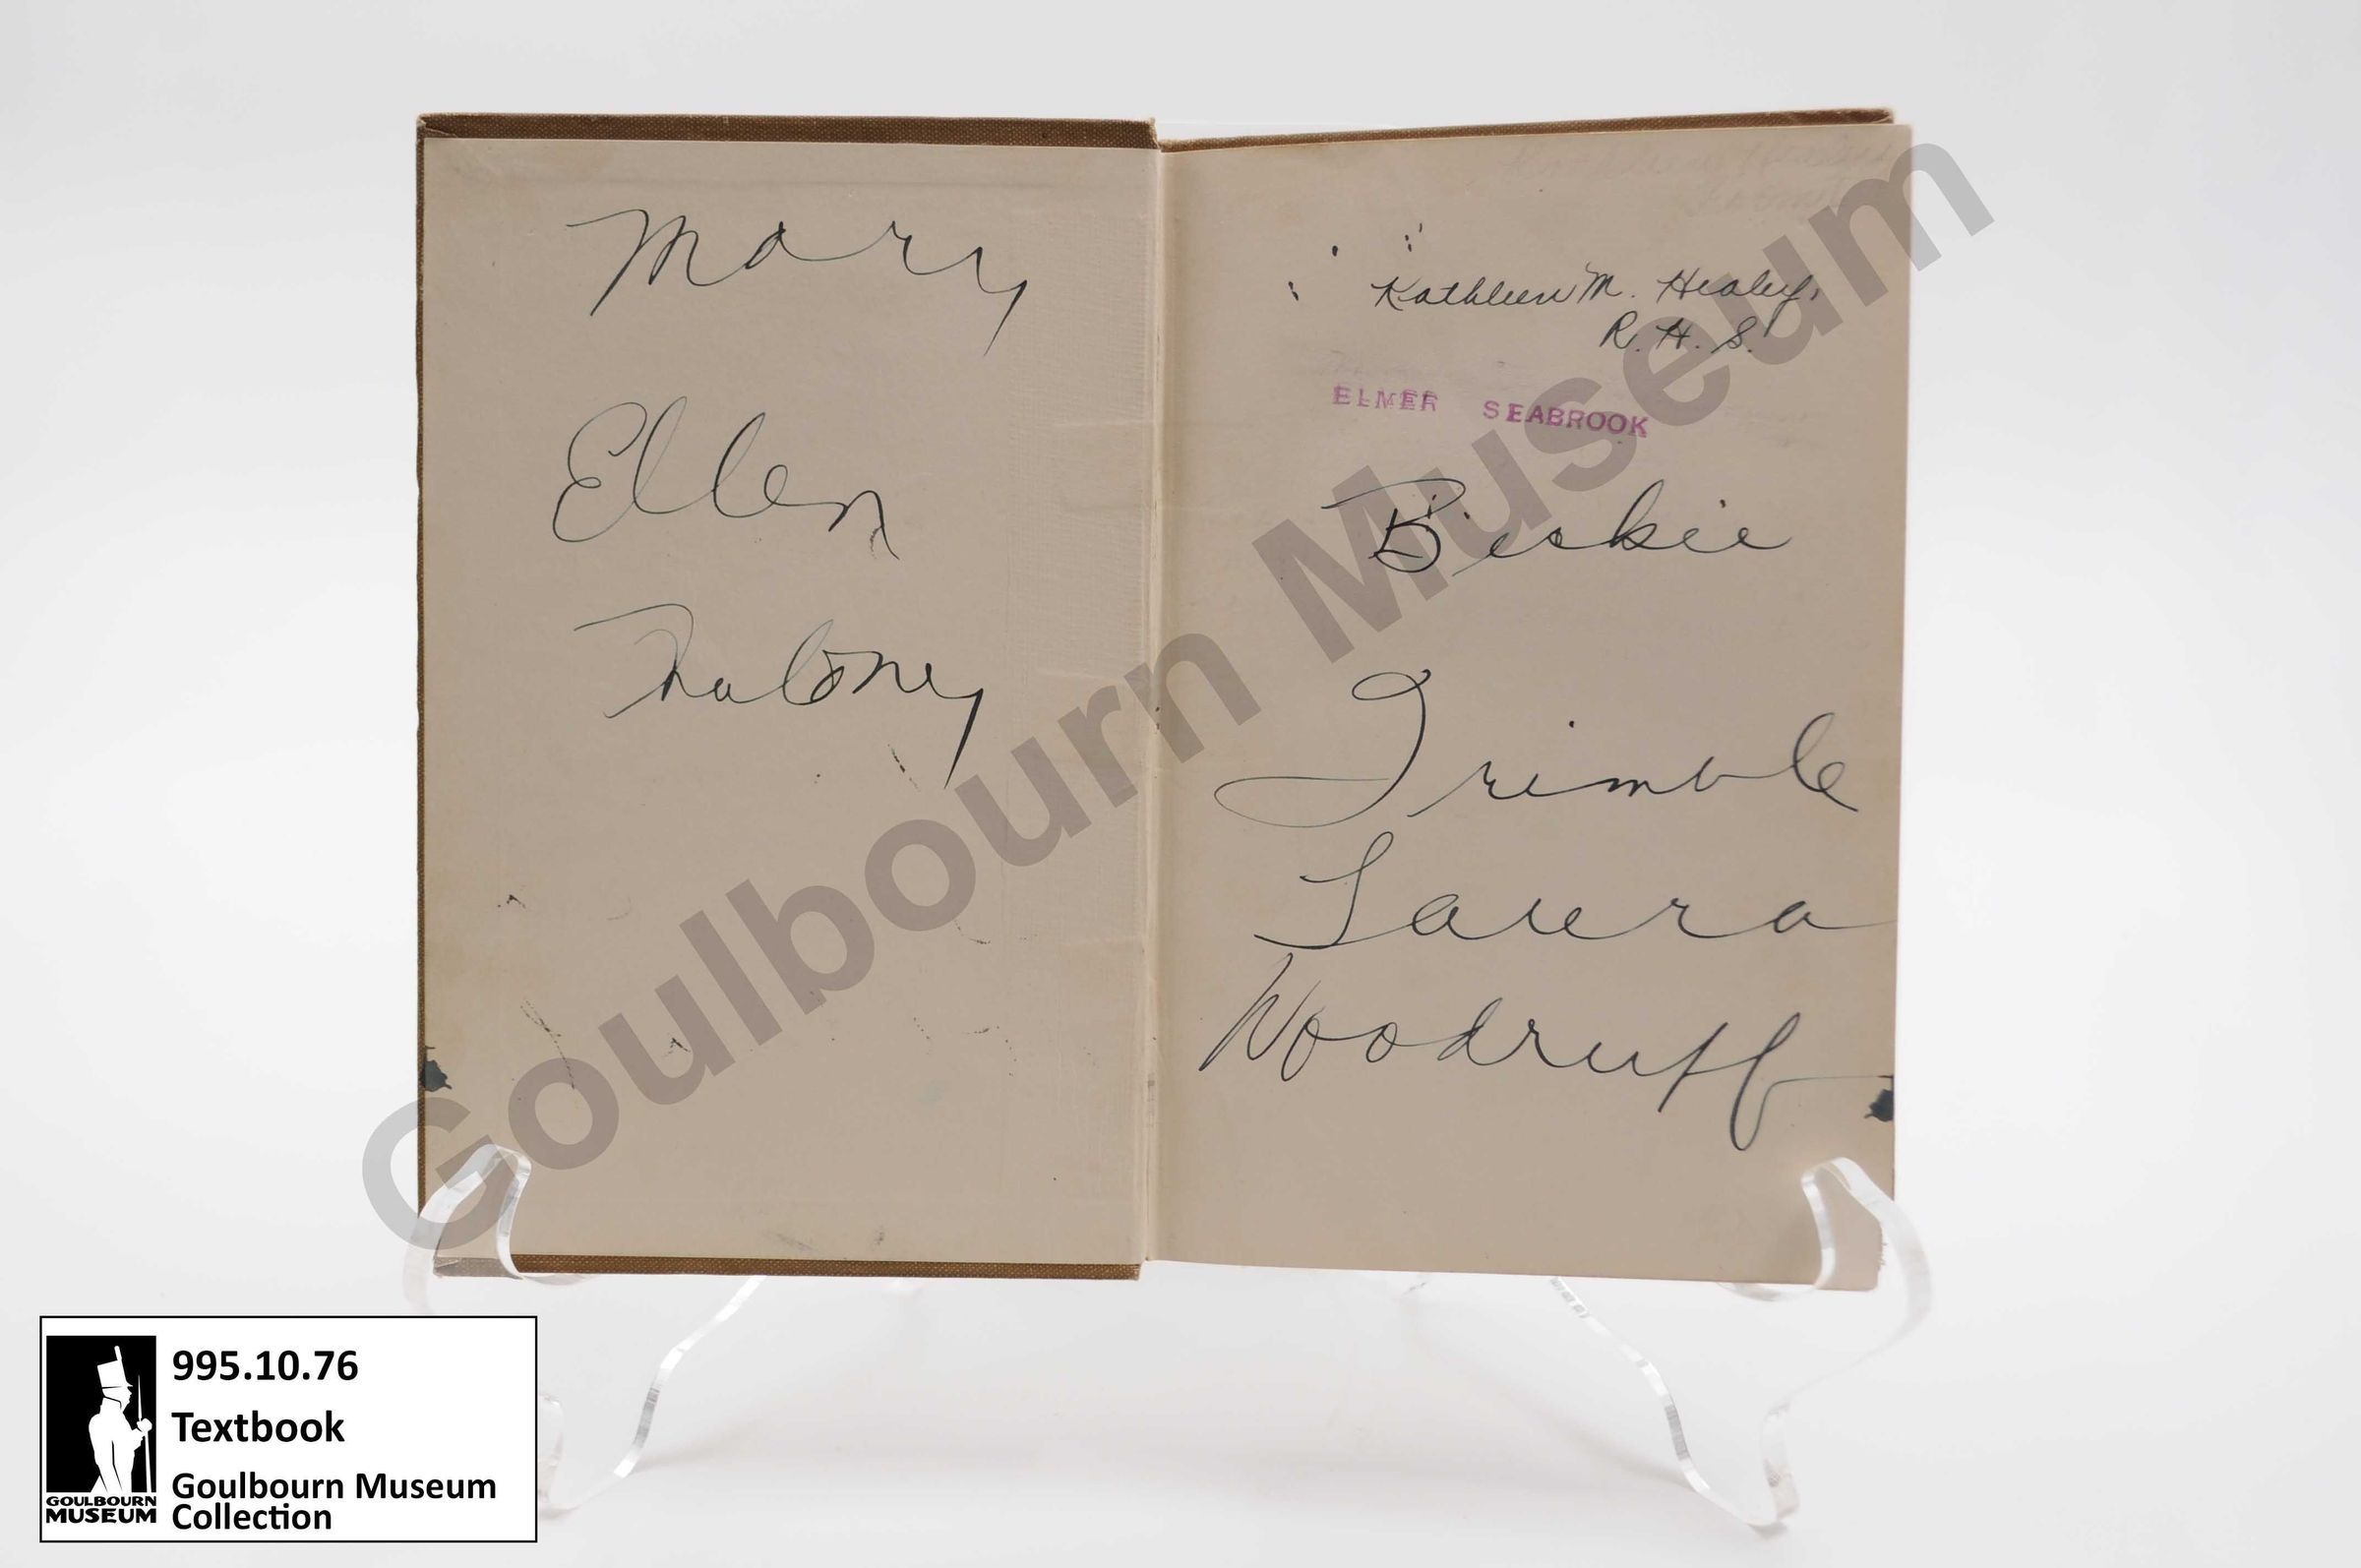 Mary
Ellen
Maloney
Kathleen M. Healey,
R. H. S.
ELMER SEABROOK
Trimble
Laura
Woodruff
Goulbourn Museum
995.10.76
Textbook
Goulbourn Museum
Collection
GOULBOURN
MUSEUM